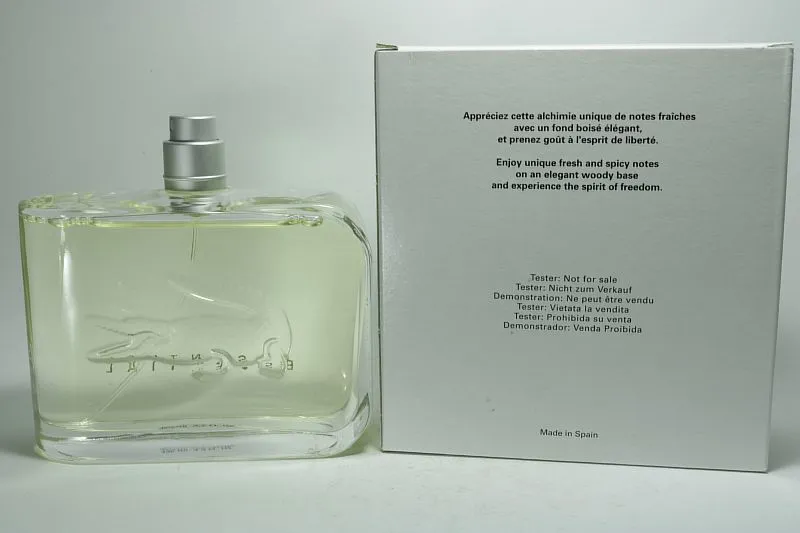 Appréciez cette alchimie unique de notes fraîches
avec un fond boisé élégant,
et prenez goût à l'esprit de liberté.
Enjoy unique fresh and spicy notes
on an elegant woody base
and experience the spirit of freedom.
Tester: Not for sale
Tester: Nicht zum Verkauf
Demonstration: Ne peut être vendu
Tester: Vietata la vendita
Tester: Prohibida su venta
Demonstrador: Venda Proibida
Made in Spain
ESSENTIAL